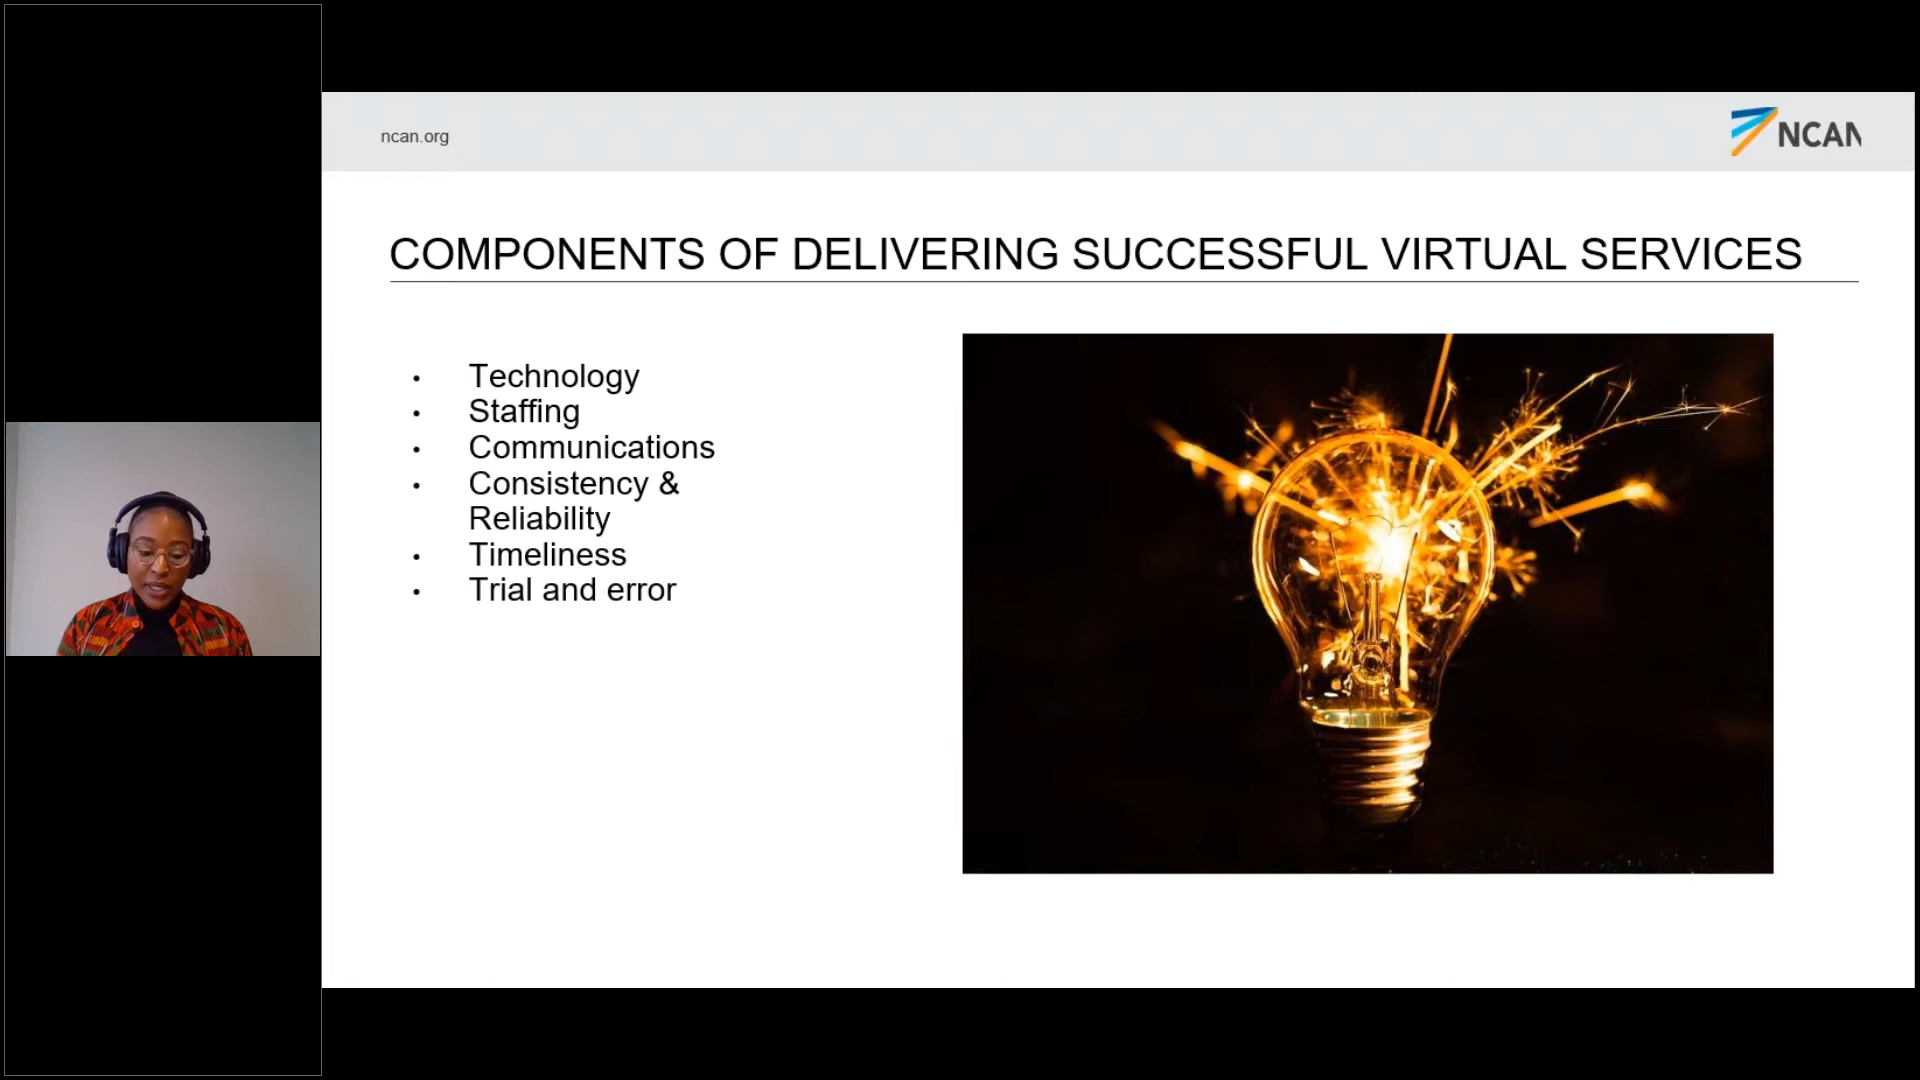 ncan.org
NCAN
COMPONENTS OF DELIVERING SUCCESSFUL VIRTUAL SERVICES
• Technology
• Staffing
• Communications
• Consistency &
Reliability
• Timeliness
• Trial and error